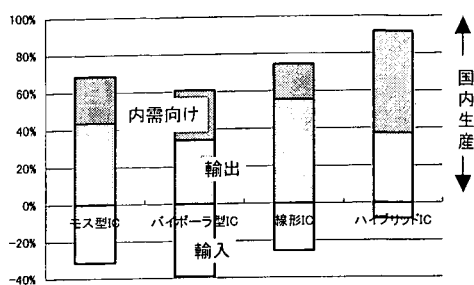 100%
80%
60%
40%
20%
0%
-20%
-40%
内需向け
輸出
輸入
モス型IC
バイポーラ型IC
線形IC
ハイブリッドIC
国内生産